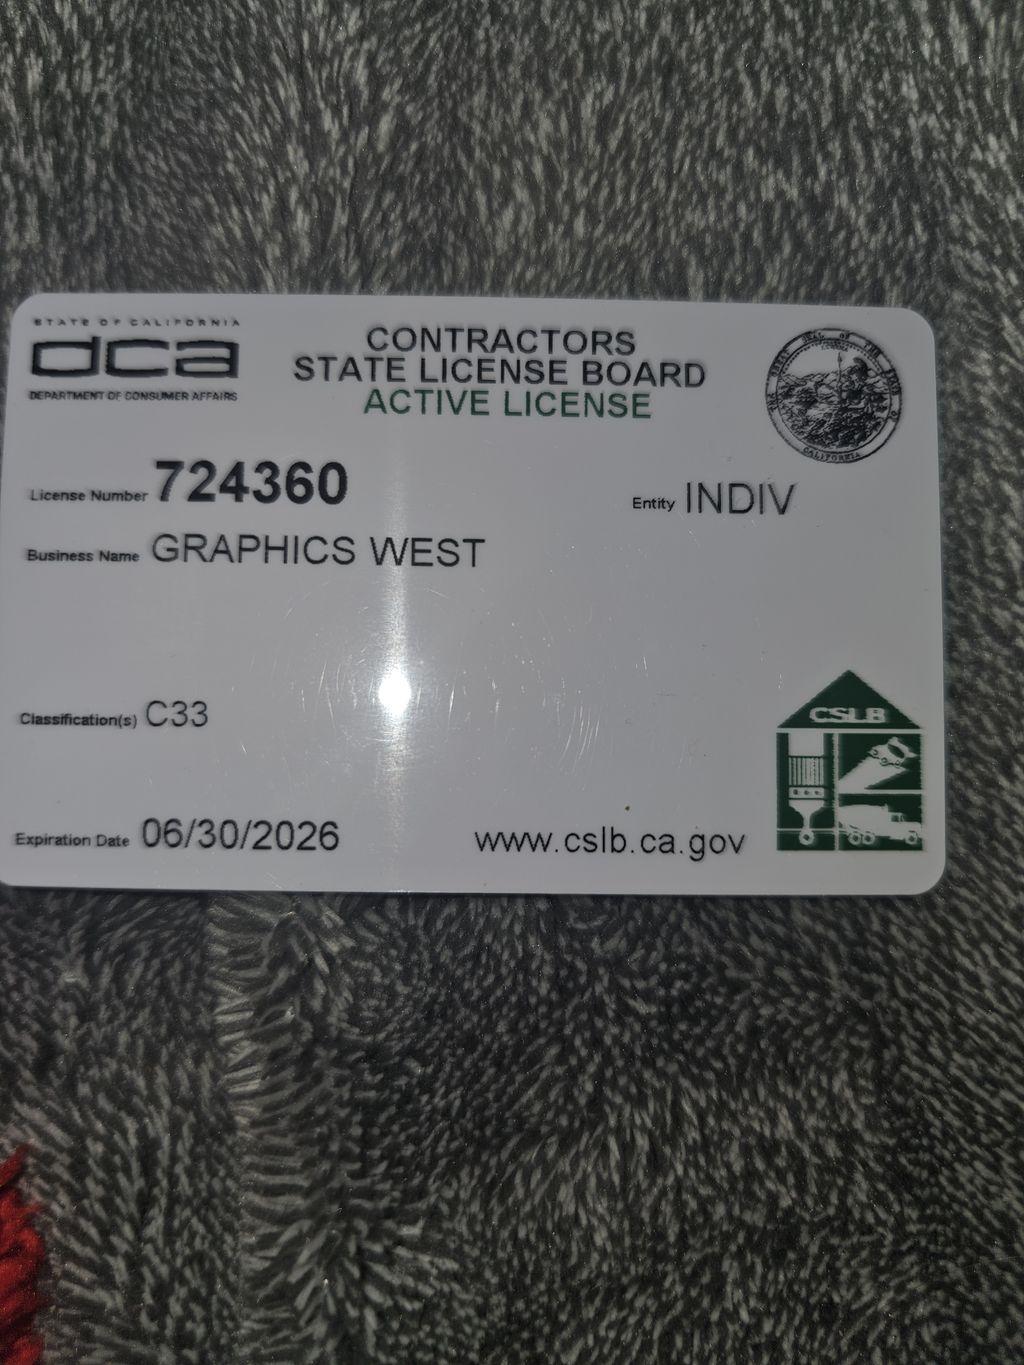 STATE OF CALIFORNIA
dca
DEPARTMENT OF CONSUMER AFFAIRS
CONTRACTORS
STATE LICENSE BOARD
ACTIVE LICENSE
License Number 724360
Entity INDIV
Business Name GRAPHICS WEST
Classification(s) C33
CSLB
Expiration Date 06/30/2026
www.cslb.ca.gov